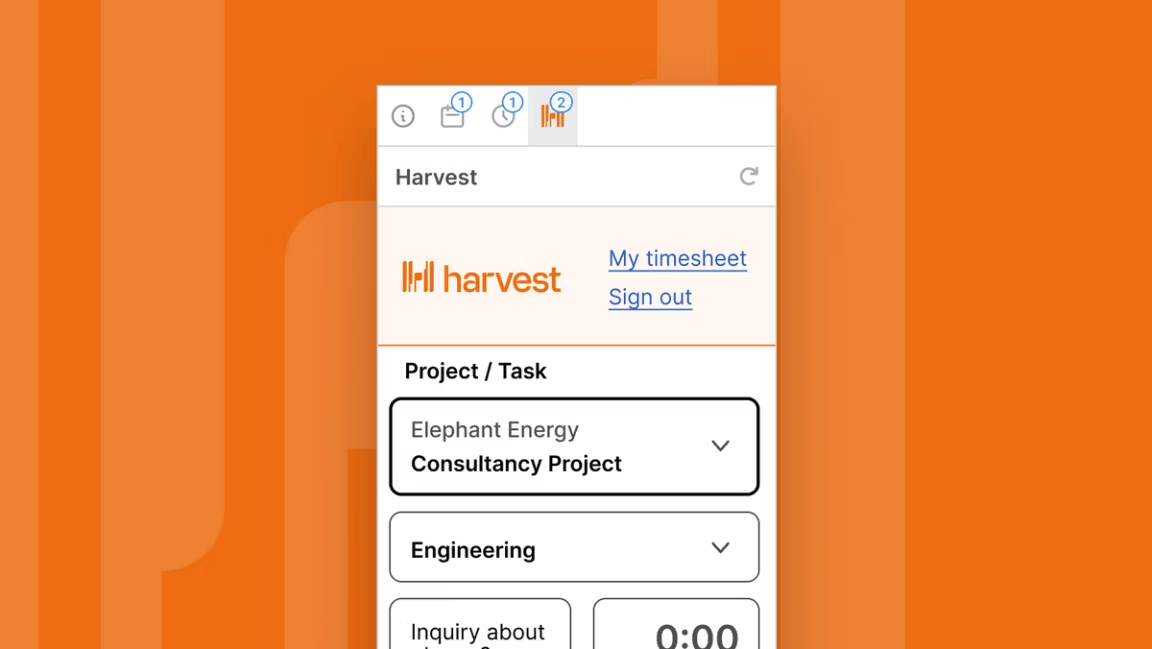 1
1
2
Harvest
harvest
My timesheet
Sign out
Project / Task
Elephant Energy
Consultancy Project
Engineering
Inquiry about
0:00